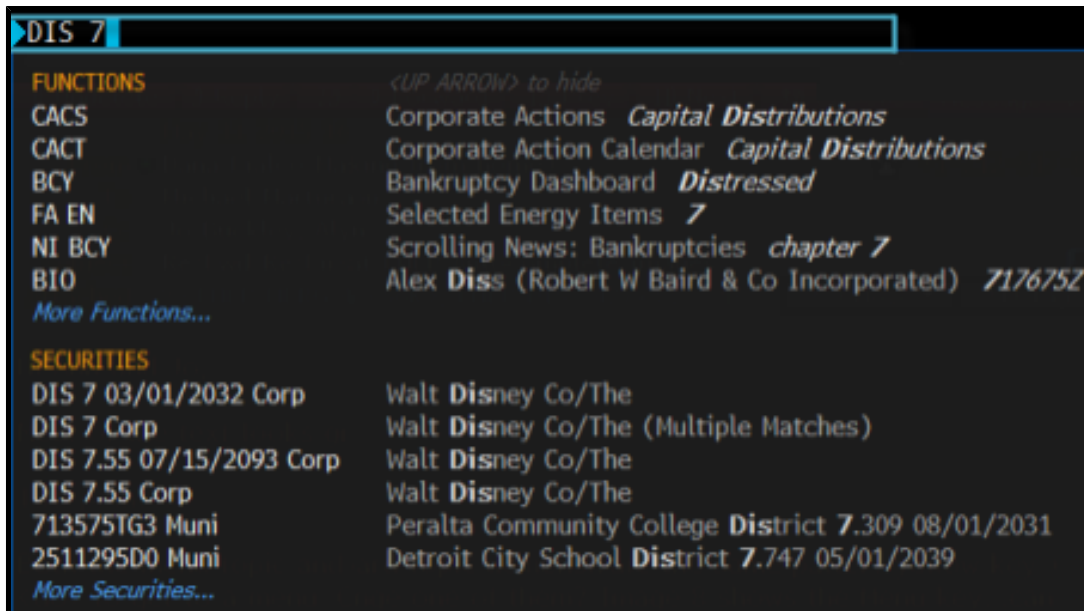 DIS 7
FUNCTIONS <UP ARROW> to hide
CACS Corporate Actions Capital Distributions
CACT Corporate Action Calendar Capital Distributions
BCY Bankruptcy Dashboard Distressed
FA EN Selected Energy Items 7
NI BCY Scrolling News: Bankruptcies chapter 7
BIO Alex Diss (Robert W Baird & Co Incorporated) 717675Z
More Functions...
SECURITIES
DIS 7 03/01/2032 Corp Walt Disney Co/The
DIS 7 Corp Walt Disney Co/The (Multiple Matches)
DIS 7.55 07/15/2093 Corp Walt Disney Co/The
DIS 7.55 Corp Walt Disney Co/The
713575TG3 Muni Peralta Community College District 7.309 08/01/2031
2511295D0 Muni Detroit City School District 7.747 05/01/2039
More Securities...